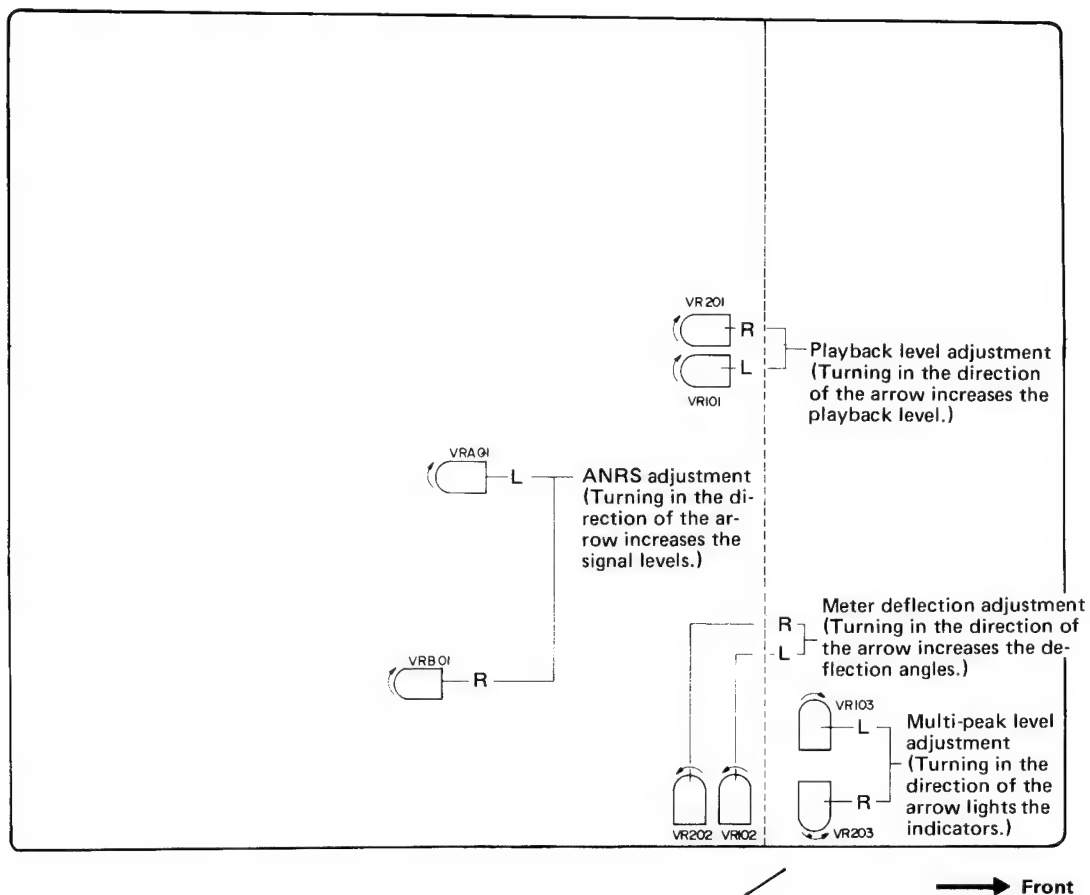 VR201
R
Playback level adjustment
(Turning in the direction
of the arrow increases the
playback level.)
L
VR101
VRA01
L
ANRS adjustment
(Turning in the di-
rection of the ar-
row increases the
signal levels.)
Meter deflection adjustment
(Turning in the direction of
the arrow increases the de-
flection angles.)
R
L
VRB01
R
VR103
L
Multi-peak level
adjustment
(Turning in the
direction of the
arrow lights the
indicators.)
R
VR202
VR102
VR203
Front